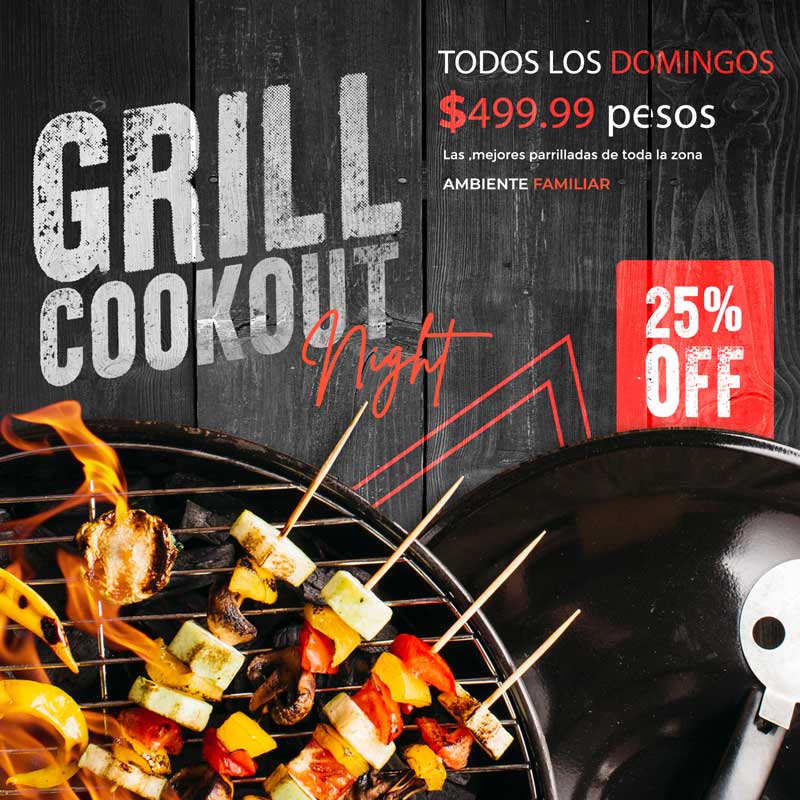 GRILL
COOKOUT
Night
TODOS LOS DOMINGOS
$499.99 pesos
Las ,mejores parrilladas de toda la zona
AMBIENTE FAMILIAR
25%
OFF